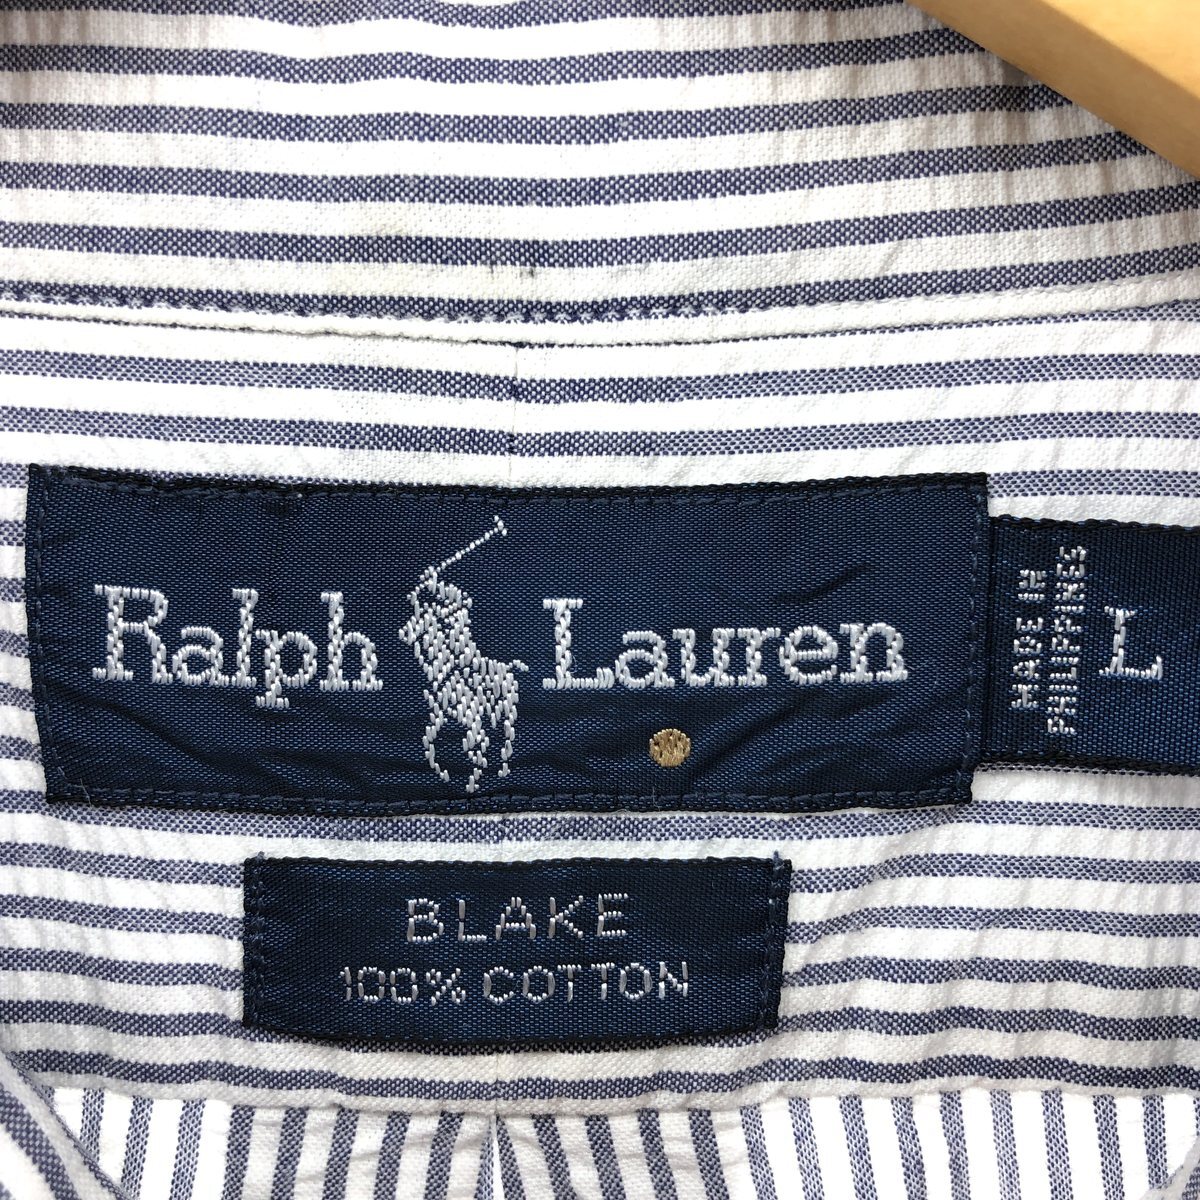 Ralph Lauren
MADE IN
PHILIPPINES
L
BLAKE
100% COTTON